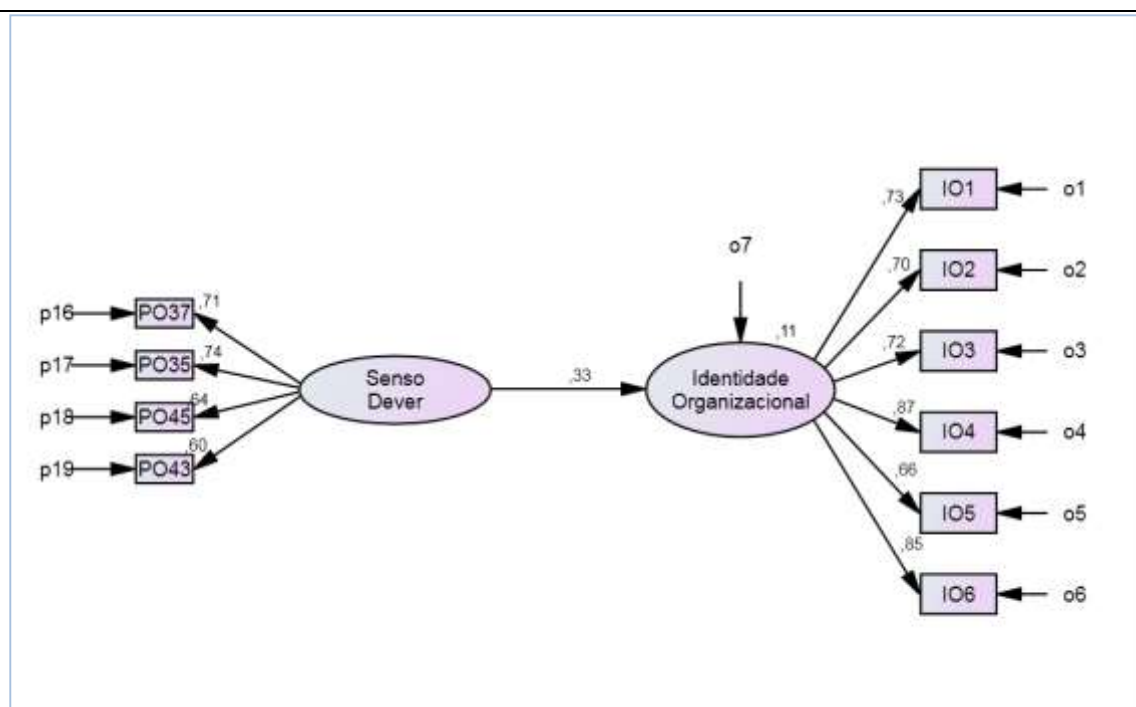 p16
PO37
,71
p17
PO35
,74
p18
PO45
,64
p19
PO43
,60
Senso
Dever
,33
o7
,11
Identidade
Organizacional
,73
IO1
o1
,70
IO2
o2
,72
IO3
o3
,87
IO4
o4
,66
IO5
o5
,85
IO6
o6